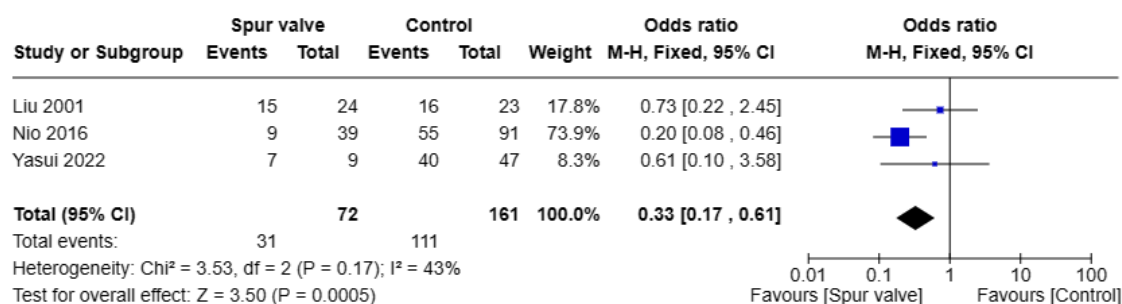 Spur valve Control Odds ratio Odds ratio
Study or Subgroup Events Total Events Total Weight M-H, Fixed, 95% CI M-H, Fixed, 95% CI
Liu 2001 15 24 16 23 17.8% 0.73 [0.22 , 2.45]
Nio 2016 9 39 55 91 73.9% 0.20 [0.08 , 0.46]
Yasui 2022 7 9 40 47 8.3% 0.61 [0.10 , 3.58]
Total (95% CI) 72 161 100.0% 0.33 [0.17 , 0.61]
Total events: 31 111
Heterogeneity: Chi² = 3.53, df = 2 (P = 0.17); I² = 43%
0.01 0.1 1 10 100
Test for overall effect: Z = 3.50 (P = 0.0005) Favours [Spur valve] Favours [Control]